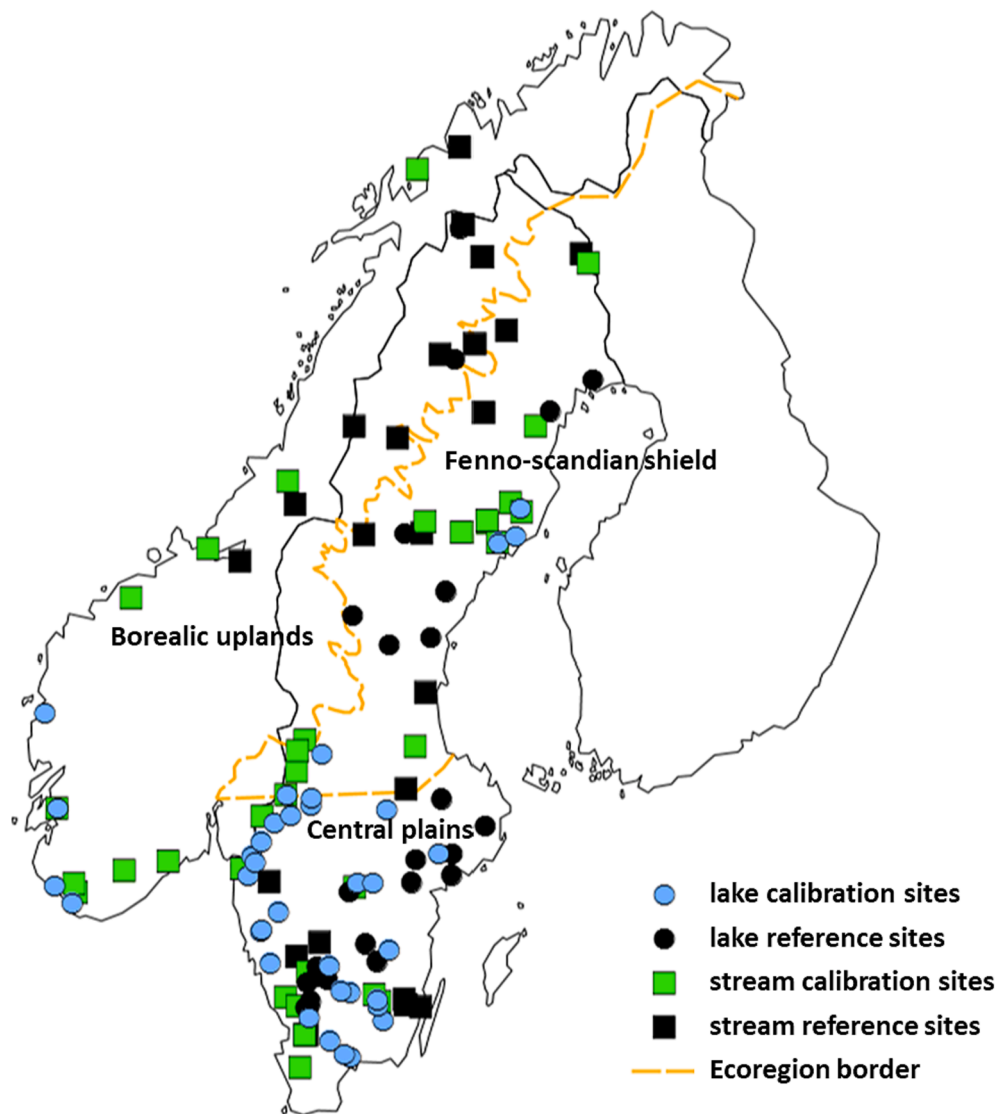 Fenno-scandian shield
Borealic uplands
Central plains
lake calibration sites
lake reference sites
stream calibration sites
stream reference sites
Ecoregion border